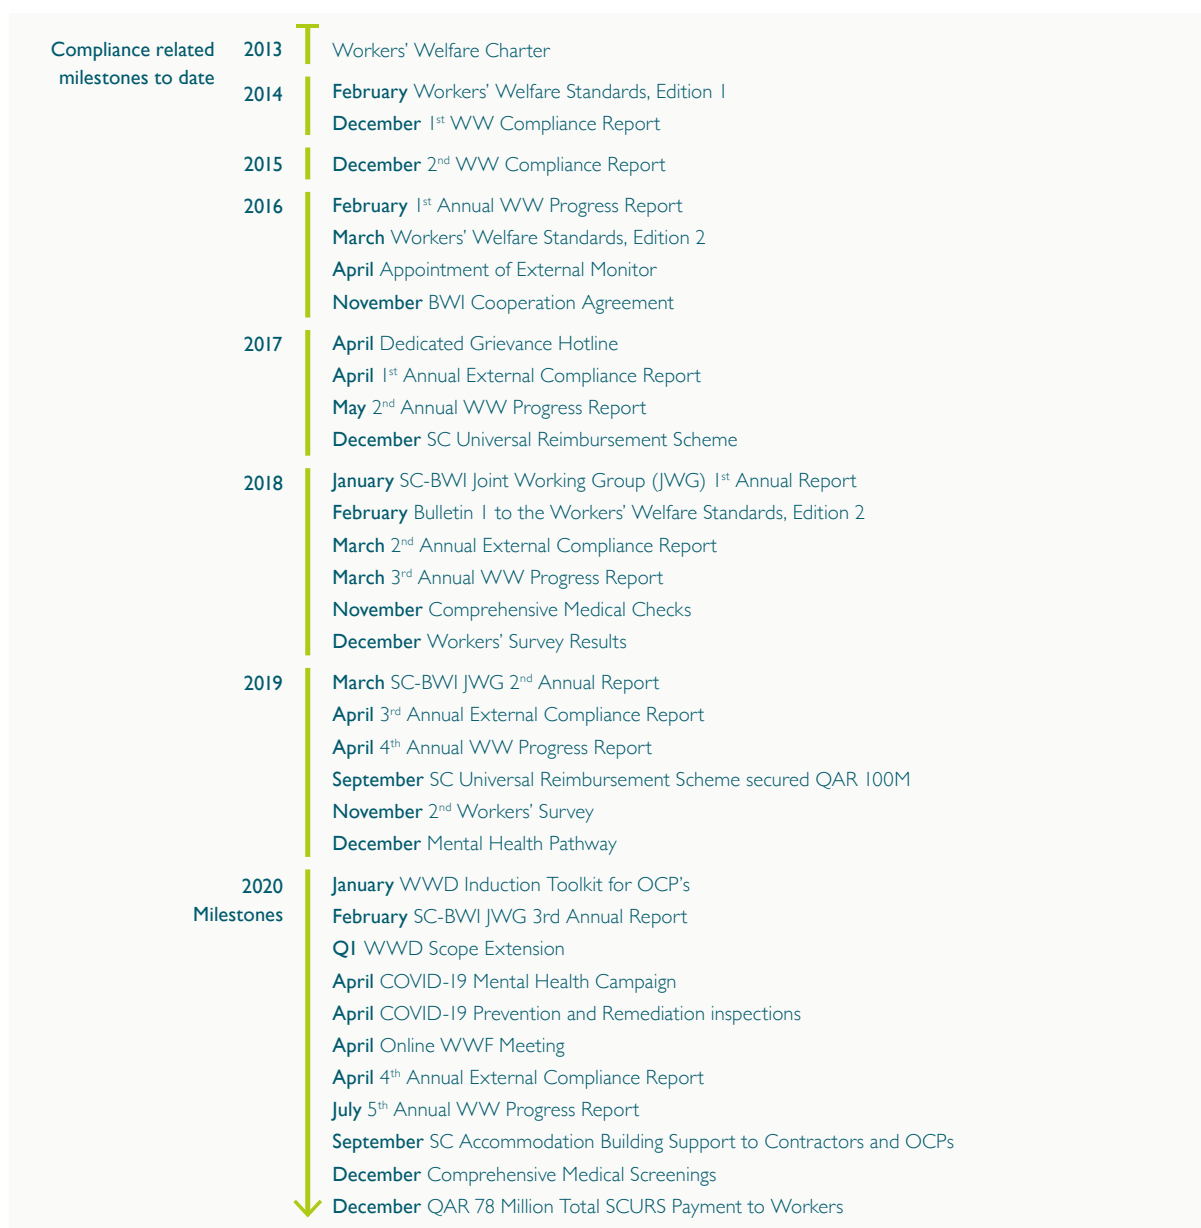 Compliance related
milestones to date
2013
Workers' Welfare Charter
2014
February Workers' Welfare Standards, Edition 1
December 1st WW Compliance Report
2015
December 2nd WW Compliance Report
2016
February 1st Annual WW Progress Report
March Workers' Welfare Standards, Edition 2
April Appointment of External Monitor
November BWI Cooperation Agreement
2017
April Dedicated Grievance Hotline
April 1st Annual External Compliance Report
May 2nd Annual WW Progress Report
December SC Universal Reimbursement Scheme
2018
January SC-BWI Joint Working Group (JWG) 1st Annual Report
February Bulletin 1 to the Workers' Welfare Standards, Edition 2
March 2nd Annual External Compliance Report
March 3rd Annual WW Progress Report
November Comprehensive Medical Checks
December Workers' Survey Results
2019
March SC-BWI JWG 2nd Annual Report
April 3rd Annual External Compliance Report
April 4th Annual WW Progress Report
September SC Universal Reimbursement Scheme secured QAR 100M
November 2nd Workers' Survey
December Mental Health Pathway
2020
Milestones
January WWD Induction Toolkit for OCP's
February SC-BWI JWG 3rd Annual Report
Q1 WWD Scope Extension
April COVID-19 Mental Health Campaign
April COVID-19 Prevention and Remediation inspections
April Online WWF Meeting
April 4th Annual External Compliance Report
July 5th Annual WW Progress Report
September SC Accommodation Building Support to Contractors and OCPs
December Comprehensive Medical Screenings
December QAR 78 Million Total SCURS Payment to Workers